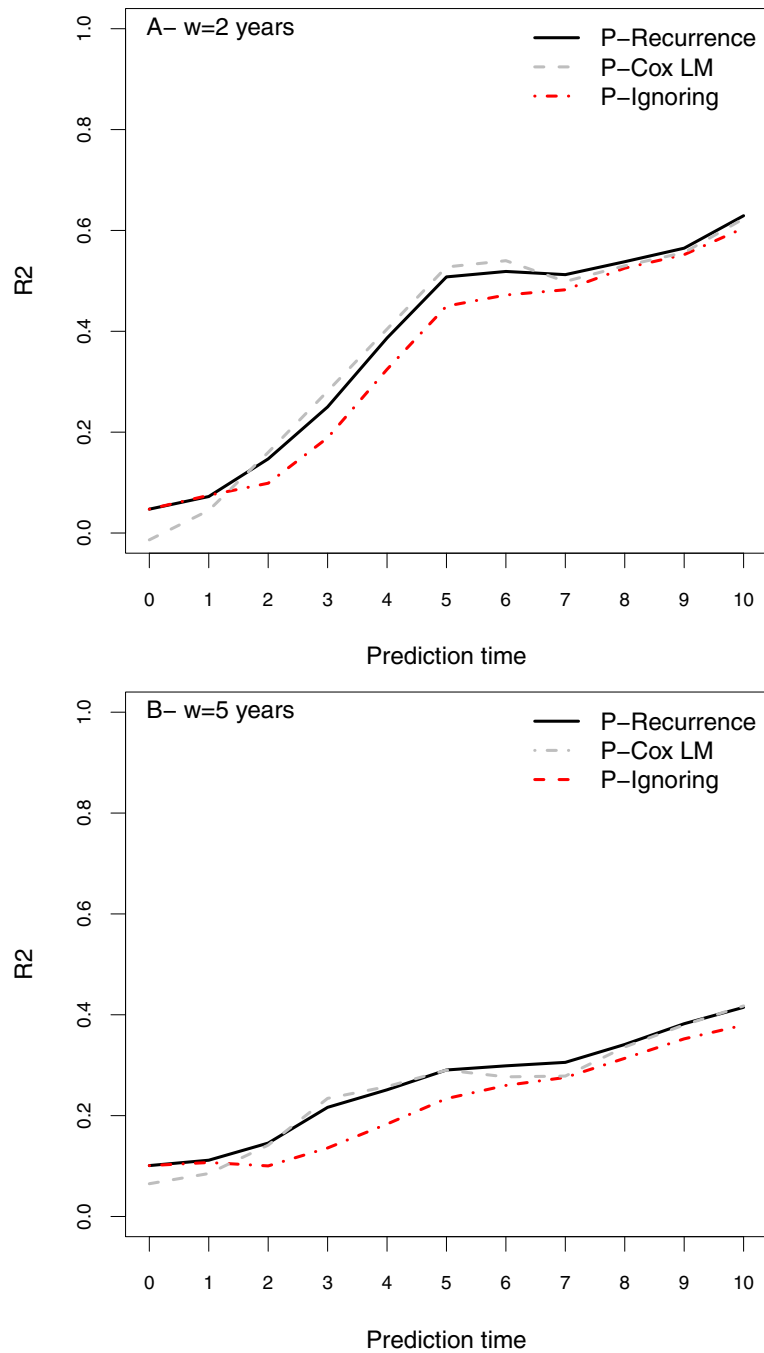 A− w=2 years
P−Recurrence
P−Cox LM
P−Ignoring
1.0
0.8
0.6
0.4
0.2
0.0
R2
0 1 2 3 4 5 6 7 8 9 10
Prediction time
B− w=5 years
P−Recurrence
P−Cox LM
P−Ignoring
1.0
0.8
0.6
0.4
0.2
0.0
R2
0 1 2 3 4 5 6 7 8 9 10
Prediction time